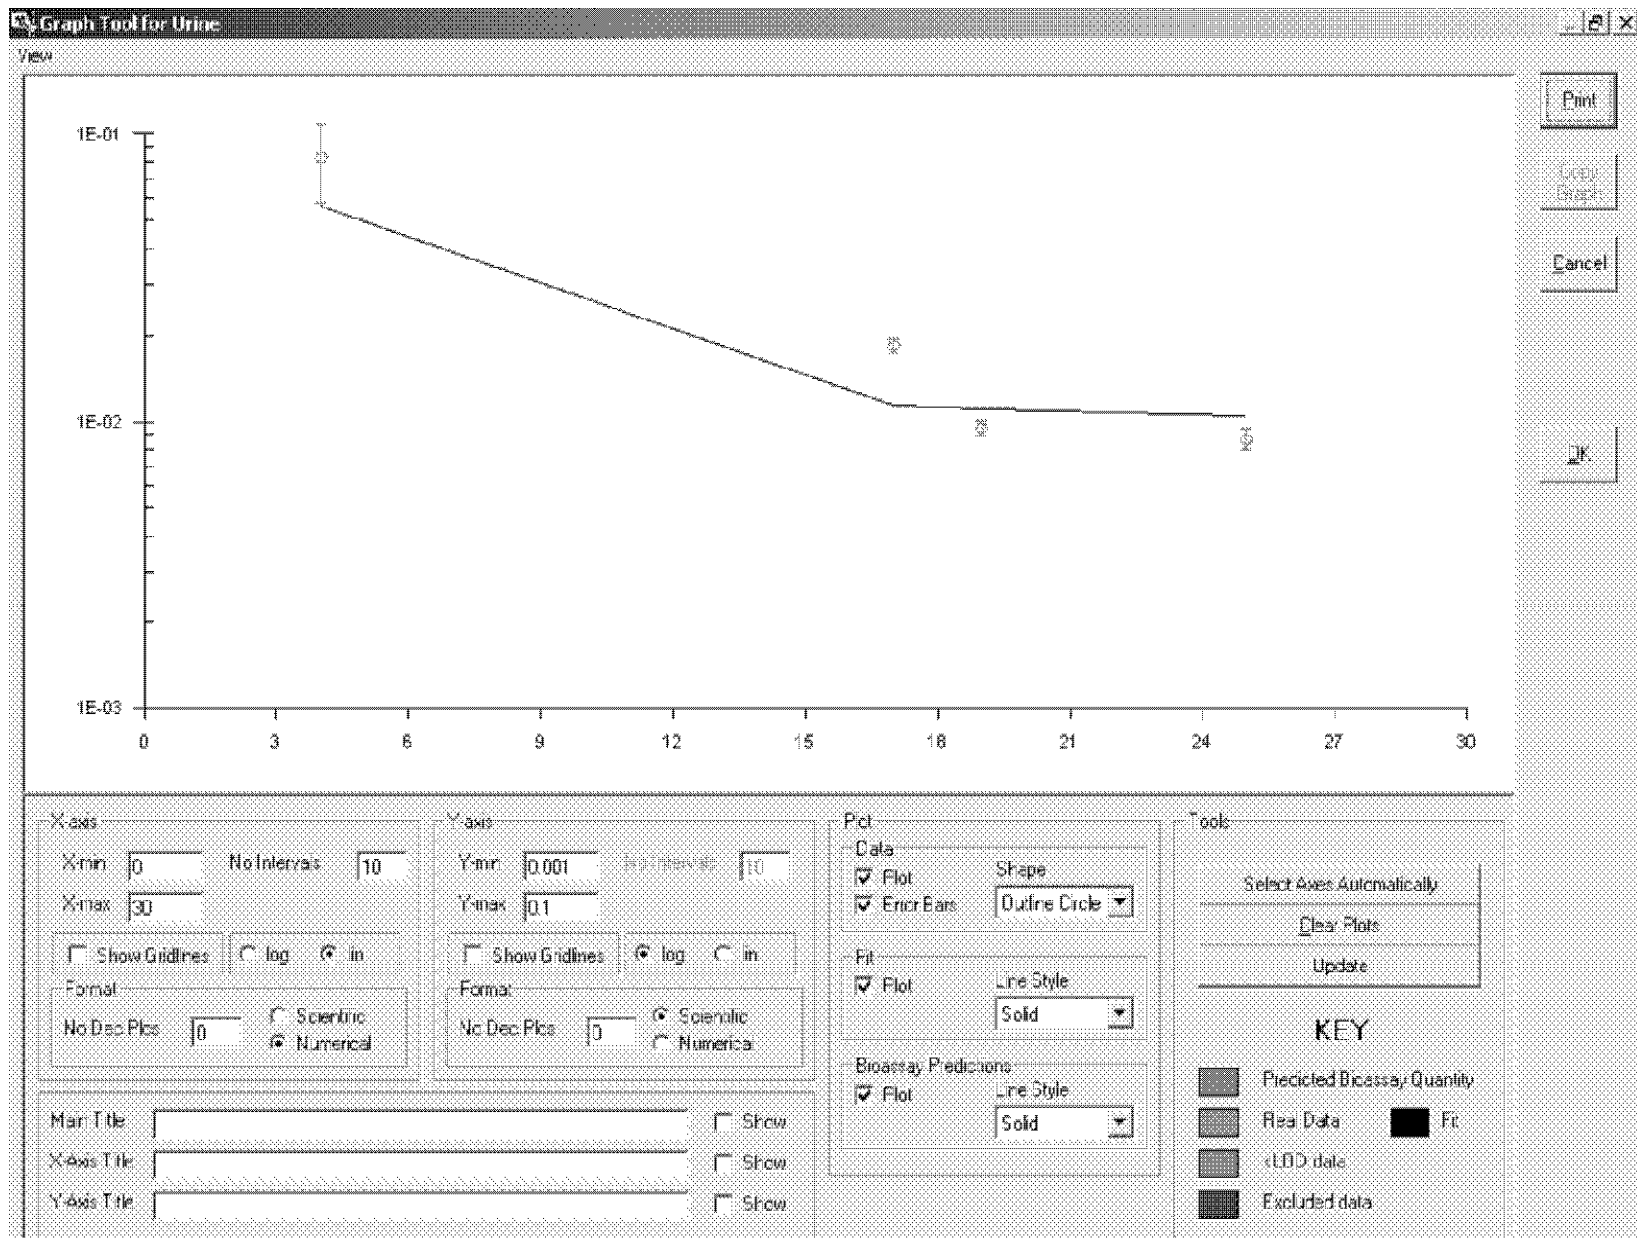 Graph Tool for Urine
View
Print
Copy Graph
Cancel
OK
1E-01
1E-02
1E-03
0 3 6 9 12 15 18 21 24 27 30
X-axis
X-min 0 No Intervals 10
X-max 30
Show Gridlines log lin
Format
No Dec Plcs 0 Scientific
Numerical
Y-axis
Y-min 0.001 No Intervals 10
Y-max 0.1
Show Gridlines log lin
Format
No Dec Plcs 0 Scientific
Numerical
Plot
Data
Plot Shape
Error Bars Outline Circle
Fit
Plot Line Style
Solid
Bioassay Predictions
Plot Line Style
Solid
Tools
Select Axes Automatically
Clear Plots
Update
KEY
Predicted Bioassay Quantity
Real Data Fit
<LOD data
Excluded data
Main Title Show
X-Axis Title Show
Y-Axis Title Show